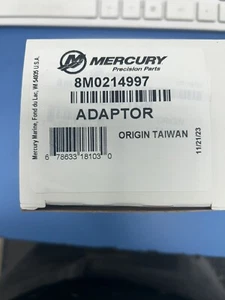 MERCURY
Precision Parts
8M0214997
ADAPTOR
ORIGIN TAIWAN
11/21/23
6 78633 18103 0
Mercury Marine, Fond du Lac, WI 54935 U.S.A.